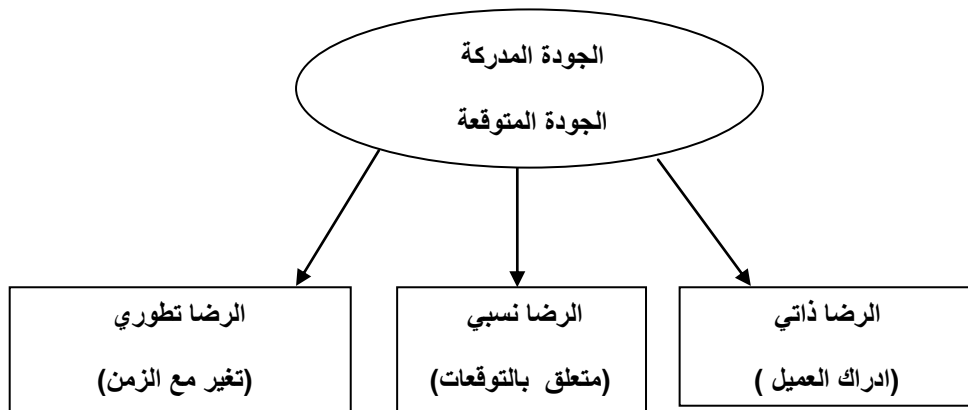 الجودة المدركة
الجودة المتوقعة
الرضا ذاتي
(ادراك العميل )
الرضا نسبي
(متعلق بالتوقعات)
الرضا تطوري
(تغير مع الزمن)